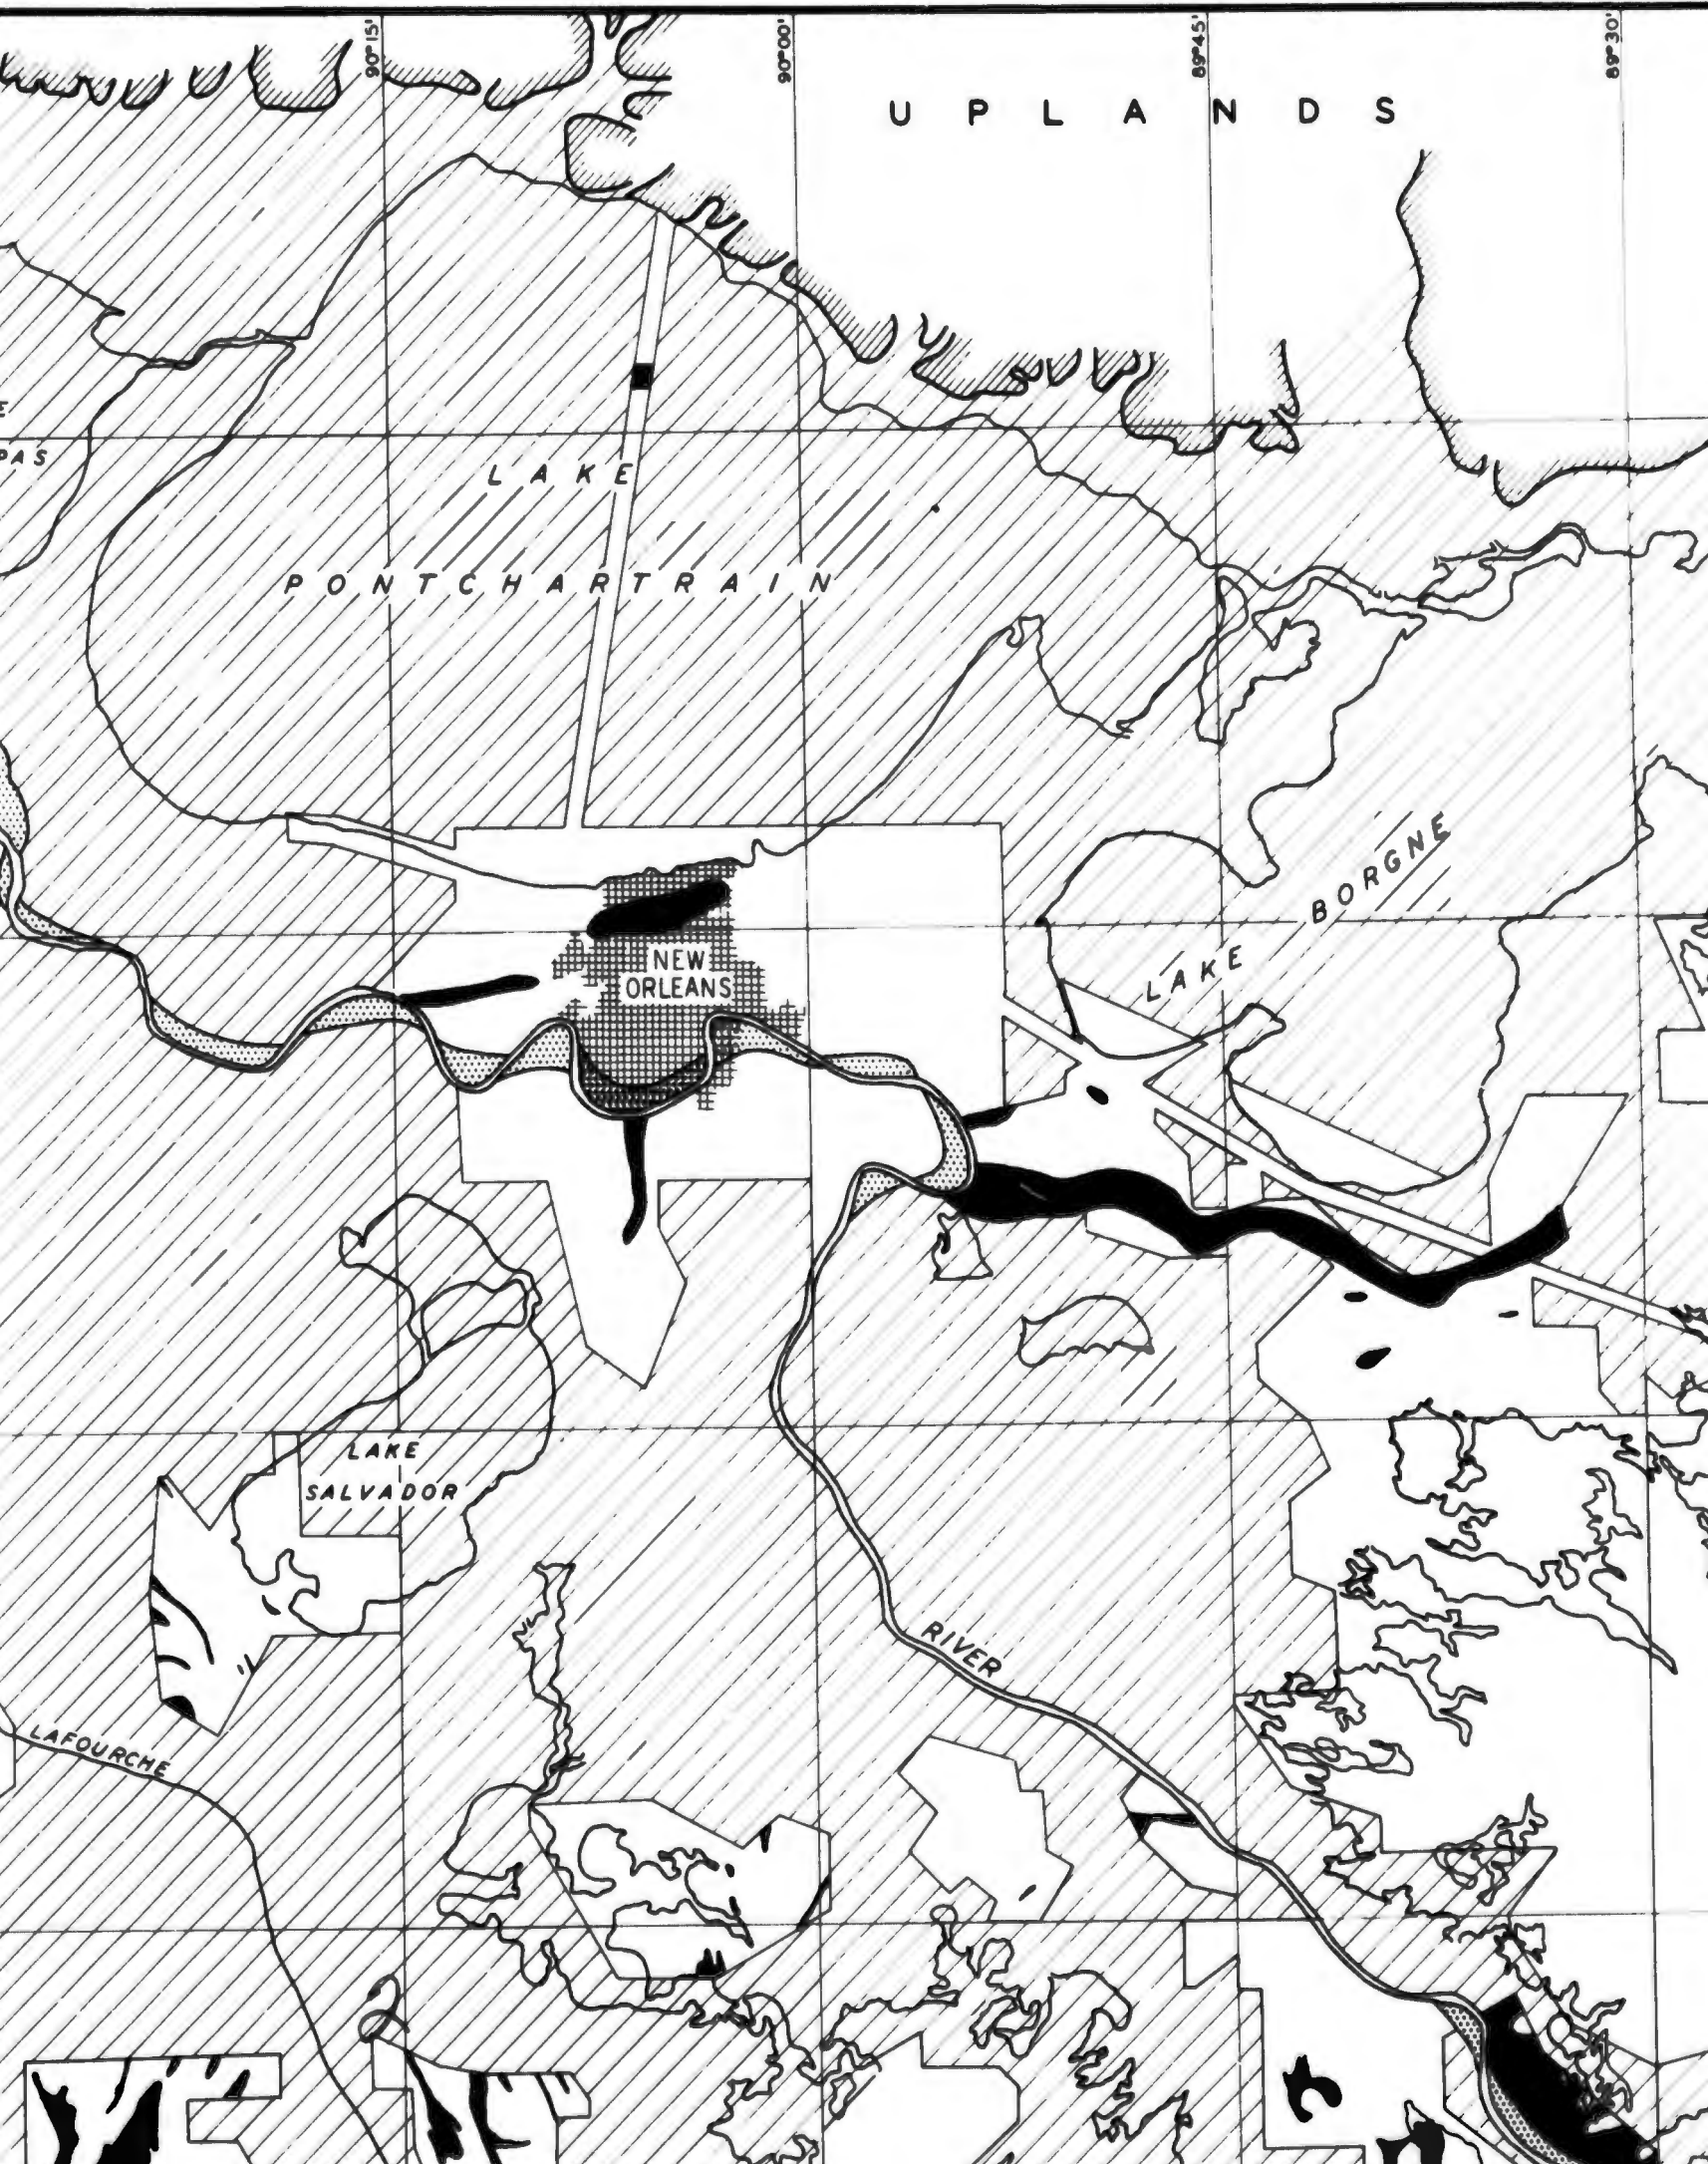 90°15'
90°00'
89°45'
89°30'
UPLANDS
PAS
LAKE
PONTCHARTRAIN
LAKE BORGNE
NEW
ORLEANS
LAKE
SALVADOR
RIVER
LAFOURCHE